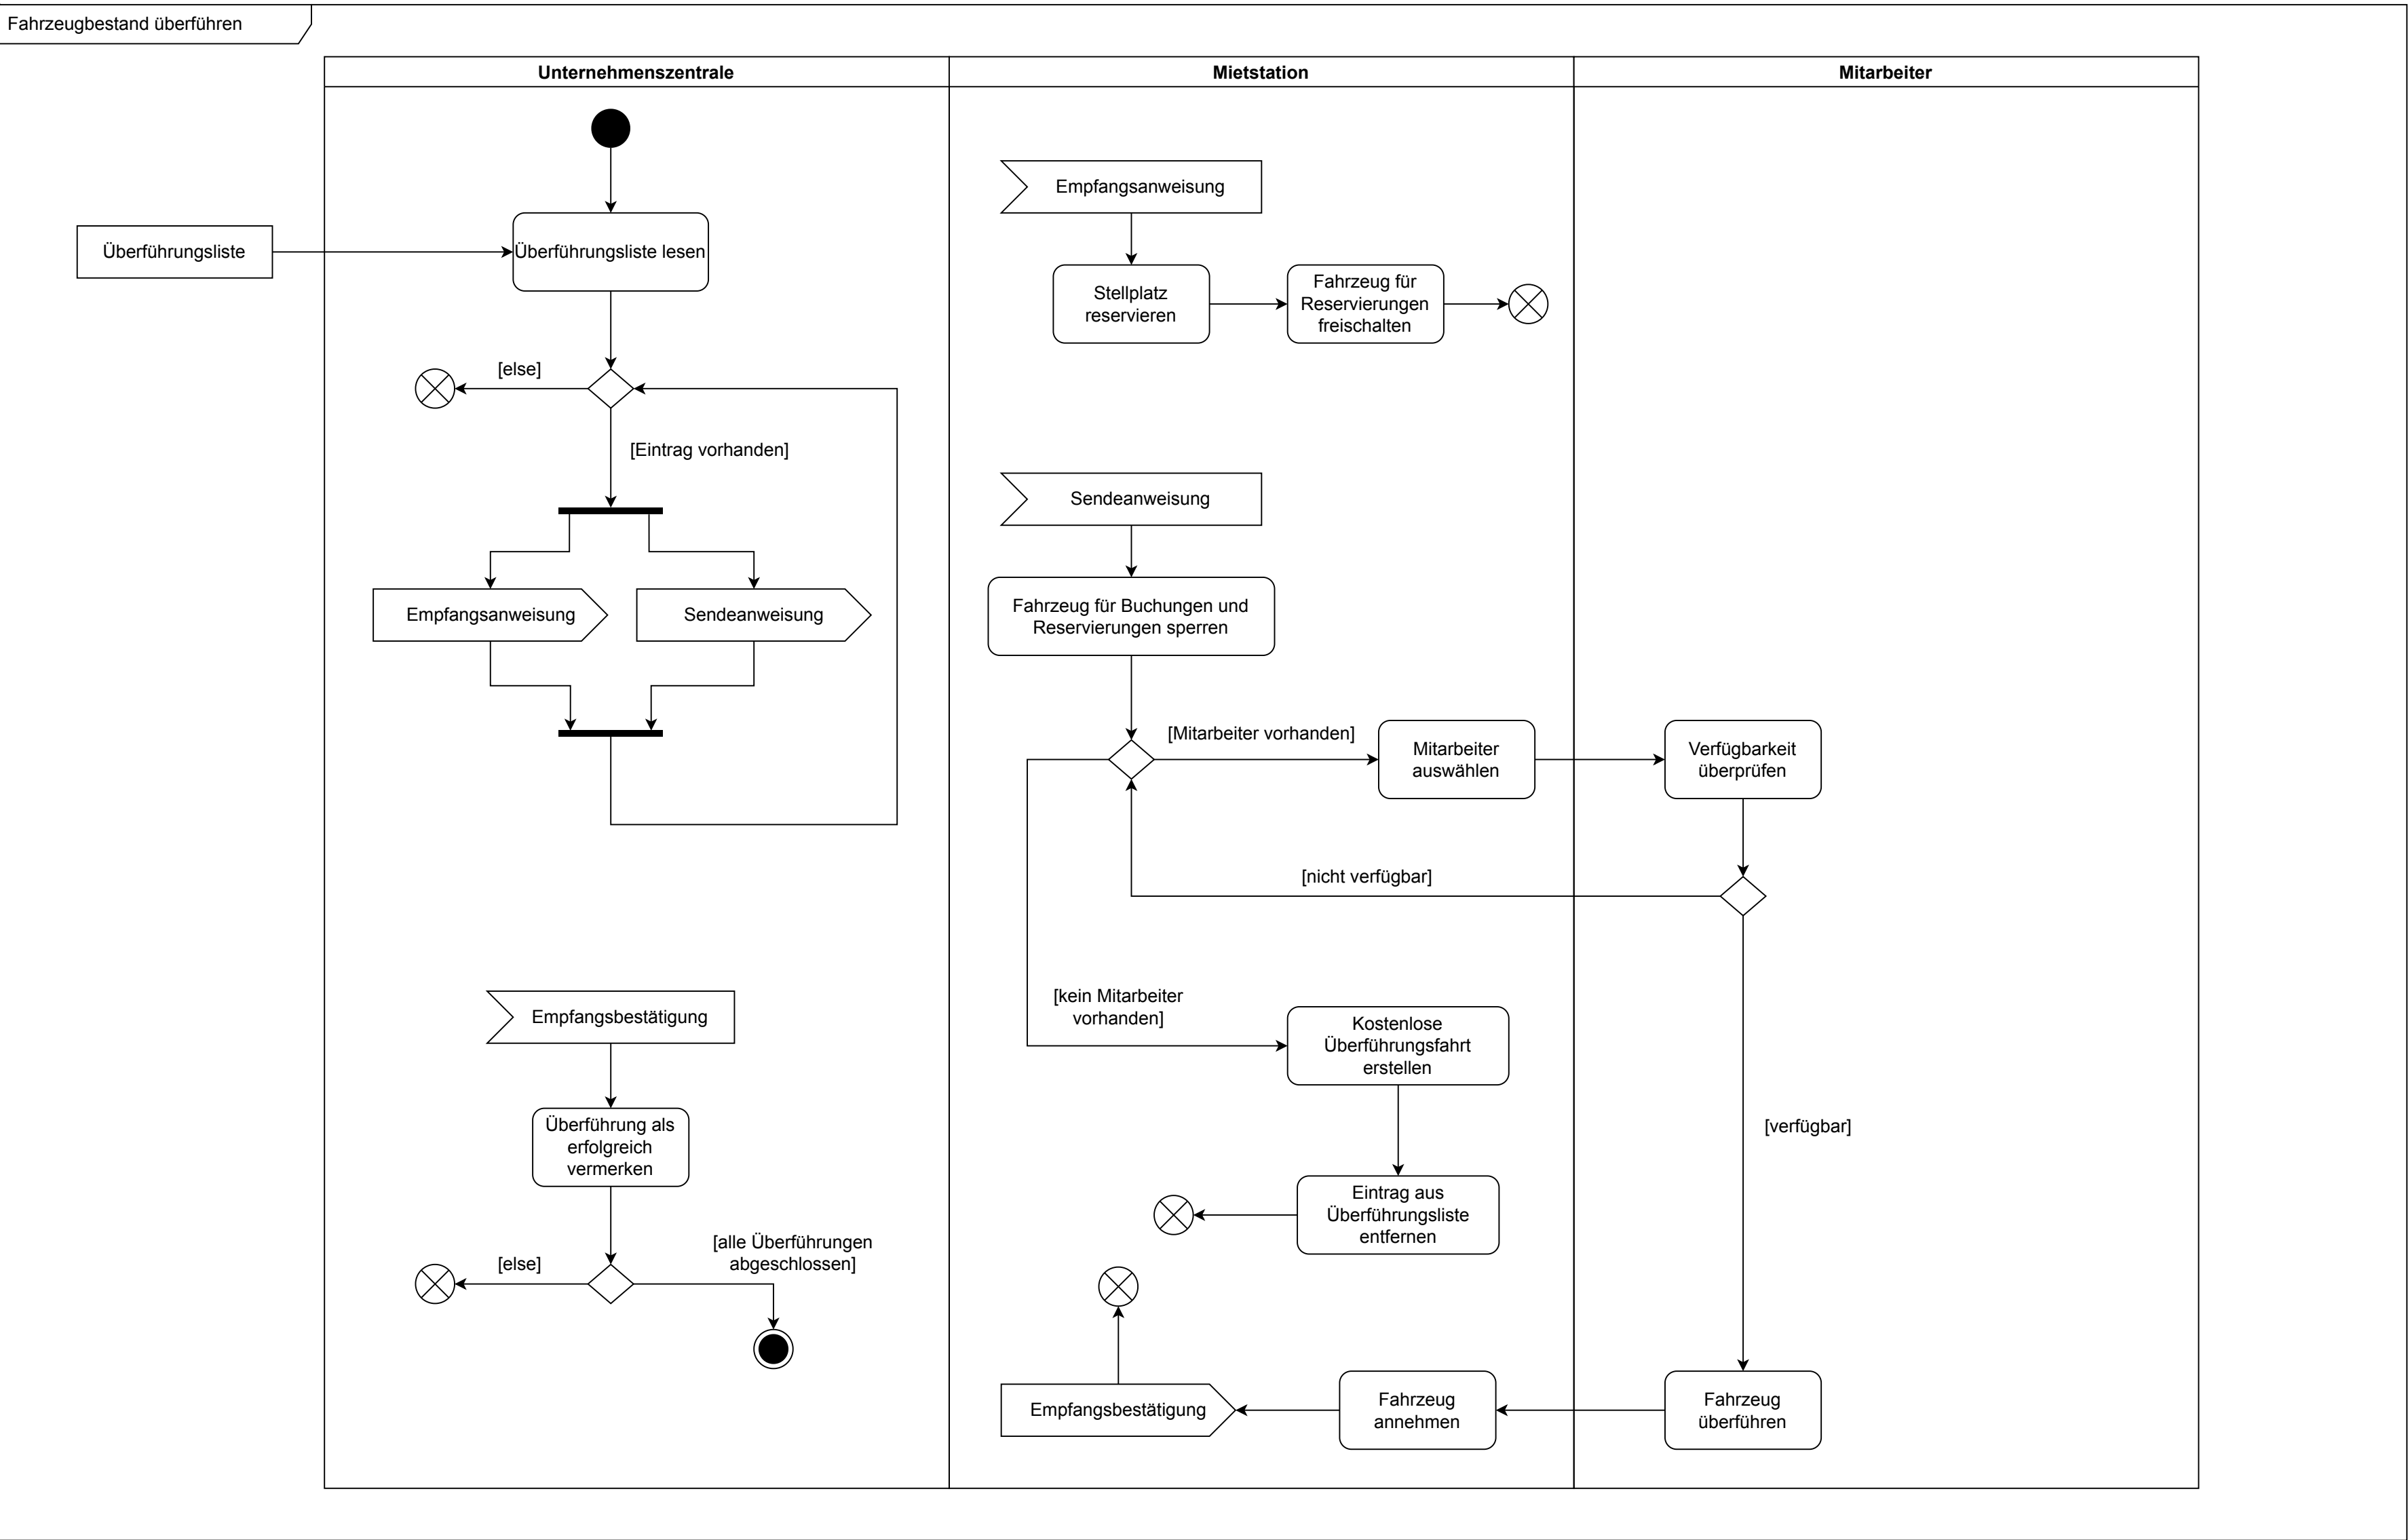 Fahrzeugbestand überführen
Unternehmenszentrale
Mietstation
Mitarbeiter
Überführungsliste
Überführungsliste lesen
[else]
[Eintrag vorhanden]
Empfangsanweisung
Sendeanweisung
Empfangsbestätigung
Überführung als
erfolgreich
vermerken
[else]
[alle Überführungen
abgeschlossen]
Empfangsanweisung
Stellplatz
reservieren
Fahrzeug für
Reservierungen
freischalten
Sendeanweisung
Fahrzeug für Buchungen und
Reservierungen sperren
[Mitarbeiter vorhanden]
Mitarbeiter
auswählen
Verfügbarkeit
überprüfen
[nicht verfügbar]
[kein Mitarbeiter
vorhanden]
Kostenlose
Überführungsfahrt
erstellen
Eintrag aus
Überführungsliste
entfernen
[verfügbar]
Fahrzeug
überführen
Fahrzeug
annehmen
Empfangsbestätigung